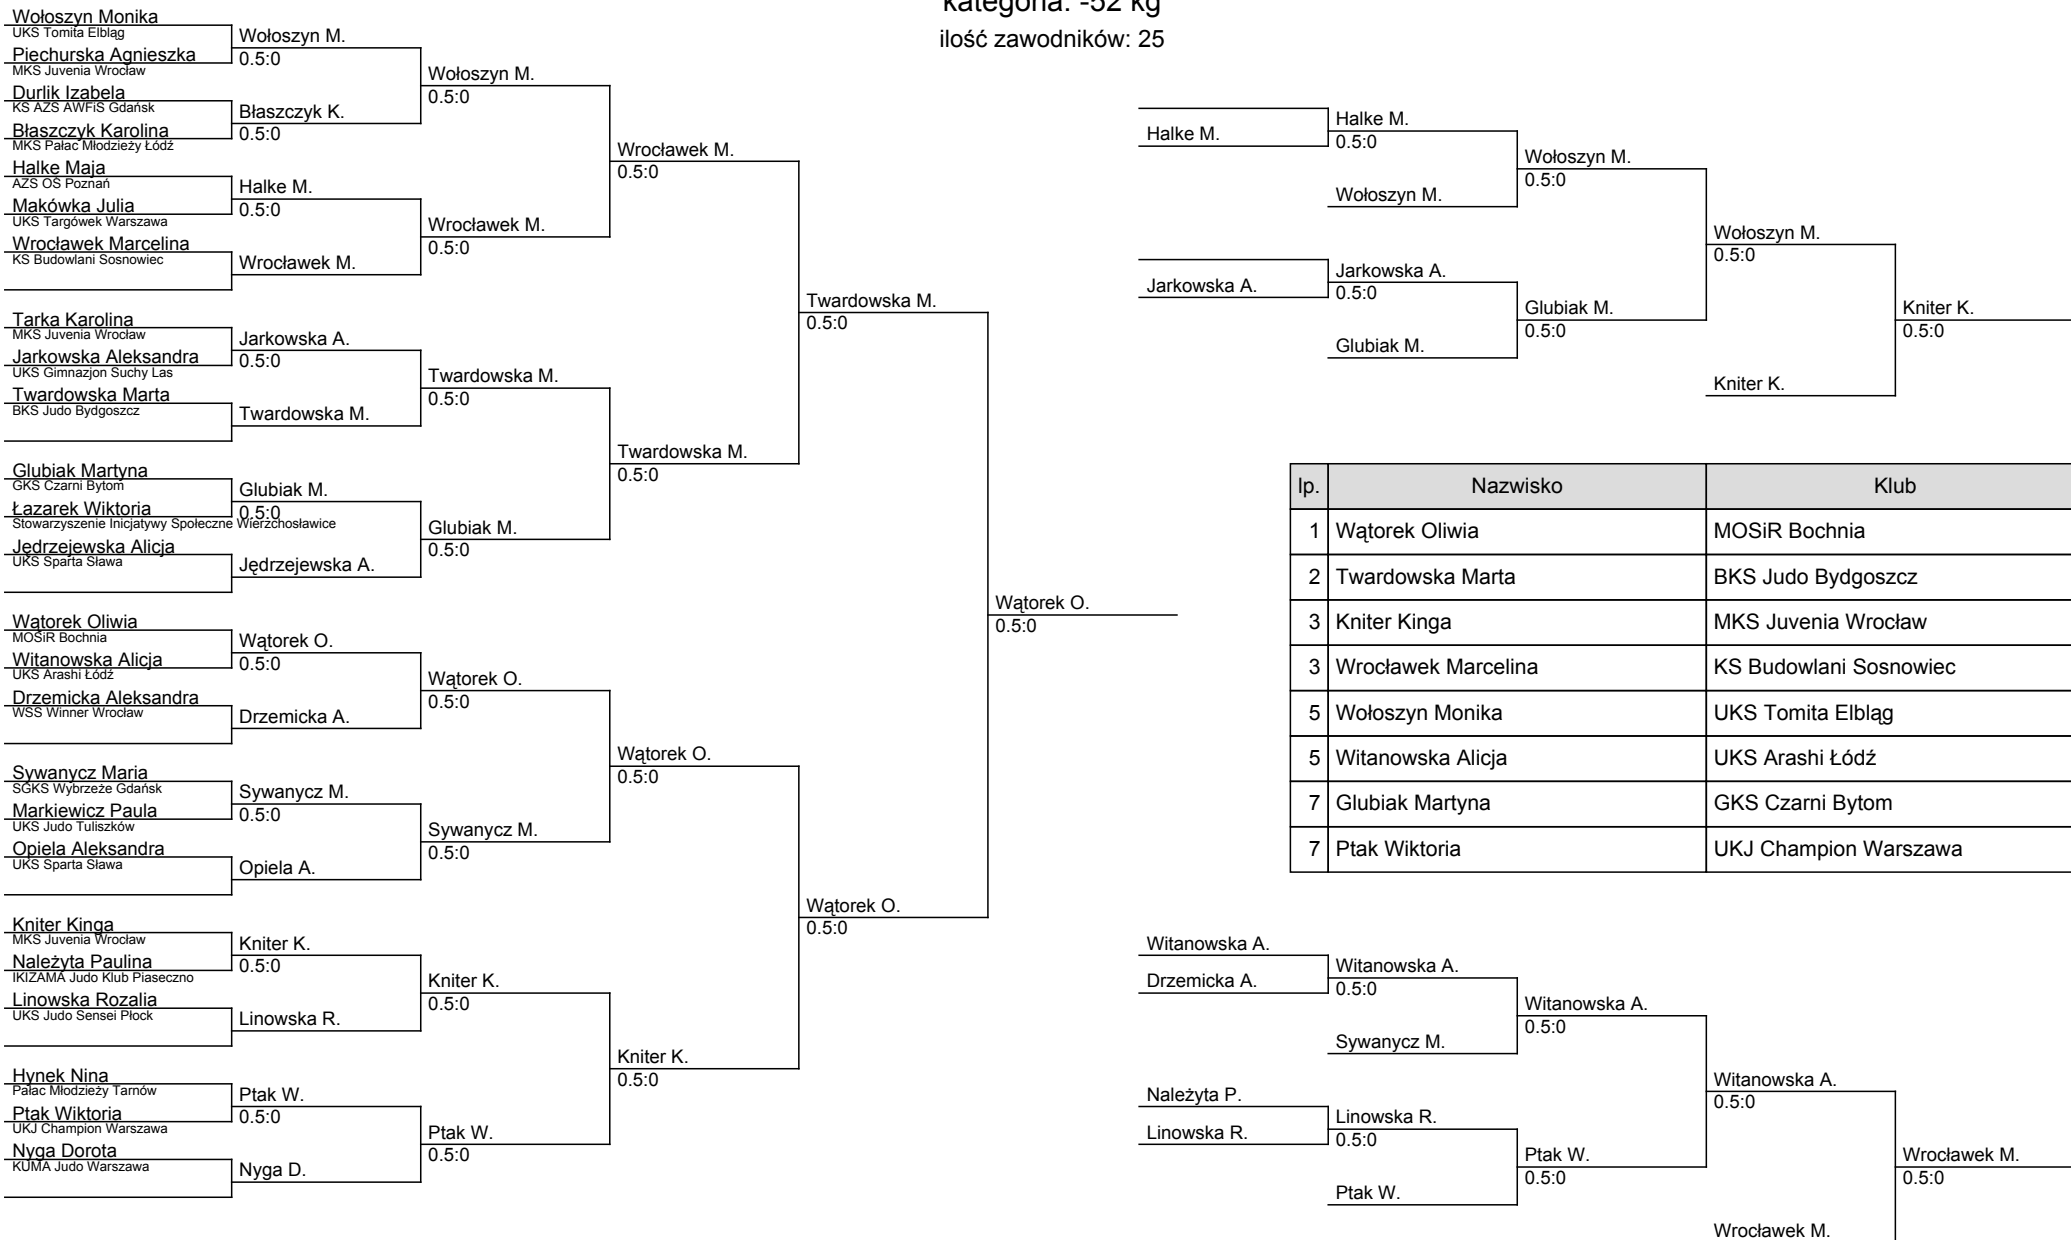 kategoria: -52 kg
ilość zawodników: 25
Wołoszyn Monika
UKS Tomita Elbląg
Piechurska Agnieszka
MKS Juvenia Wrocław
Durlik Izabela
KS AZS AWFiS Gdańsk
Błaszczyk Karolina
MKS Pałac Młodzieży Łódź
Halke Maja
AZS OŚ Poznań
Makówka Julia
UKS Targówek Warszawa
Wrocławek Marcelina
KS Budowlani Sosnowiec
Tarka Karolina
MKS Juvenia Wrocław
Jarkowska Aleksandra
UKS Gimnazjon Suchy Las
Twardowska Marta
BKS Judo Bydgoszcz
Glubiak Martyna
GKS Czarni Bytom
Łazarek Wiktoria
Stowarzyszenie Inicjatywy Społeczne Wierzchosławice
Jędrzejewska Alicja
UKS Sparta Sława
Wątorek Oliwia
MOSiR Bochnia
Witanowska Alicja
UKS Arashi Łódź
Drzemicka Aleksandra
WSS Winner Wrocław
Sywanycz Maria
SGKS Wybrzeże Gdańsk
Markiewicz Paula
UKS Judo Tuliszków
Opiela Aleksandra
UKS Sparta Sława
Kniter Kinga
MKS Juvenia Wrocław
Należyta Paulina
IKIZAMA Judo Klub Piaseczno
Linowska Rozalia
UKS Judo Sensei Płock
Hynek Nina
Pałac Młodzieży Tarnów
Ptak Wiktoria
UKJ Champion Warszawa
Nyga Dorota
KUMA Judo Warszawa
Wołoszyn M.
0.5:0
Błaszczyk K.
0.5:0
Halke M.
0.5:0
Wrocławek M.
Jarkowska A.
0.5:0
Twardowska M.
Glubiak M.
0.5:0
Jędrzejewska A.
Wątorek O.
0.5:0
Drzemicka A.
Sywanycz M.
0.5:0
Opiela A.
Kniter K.
0.5:0
Linowska R.
Ptak W.
0.5:0
Nyga D.
Wołoszyn M.
0.5:0
Wrocławek M.
0.5:0
Twardowska M.
0.5:0
Glubiak M.
0.5:0
Wątorek O.
0.5:0
Sywanycz M.
0.5:0
Kniter K.
0.5:0
Ptak W.
0.5:0
Wrocławek M.
0.5:0
Twardowska M.
0.5:0
Wątorek O.
0.5:0
Kniter K.
0.5:0
Twardowska M.
0.5:0
Wątorek O.
0.5:0
Wątorek O.
0.5:0
Halke M.
Jarkowska A.
Halke M.
0.5:0
Wołoszyn M.
Jarkowska A.
0.5:0
Glubiak M.
Wołoszyn M.
0.5:0
Glubiak M.
0.5:0
Wołoszyn M.
0.5:0
Kniter K.
Kniter K.
0.5:0
lp. Nazwisko Klub
1 Wątorek Oliwia MOSiR Bochnia
2 Twardowska Marta BKS Judo Bydgoszcz
3 Kniter Kinga MKS Juvenia Wrocław
3 Wrocławek Marcelina KS Budowlani Sosnowiec
5 Wołoszyn Monika UKS Tomita Elbląg
5 Witanowska Alicja UKS Arashi Łódź
7 Glubiak Martyna GKS Czarni Bytom
7 Ptak Wiktoria UKJ Champion Warszawa
Witanowska A.
Drzemicka A.
Należyta P.
Linowska R.
Witanowska A.
0.5:0
Sywanycz M.
Linowska R.
0.5:0
Ptak W.
Witanowska A.
0.5:0
Ptak W.
0.5:0
Witanowska A.
0.5:0
Wrocławek M.
Wrocławek M.
0.5:0